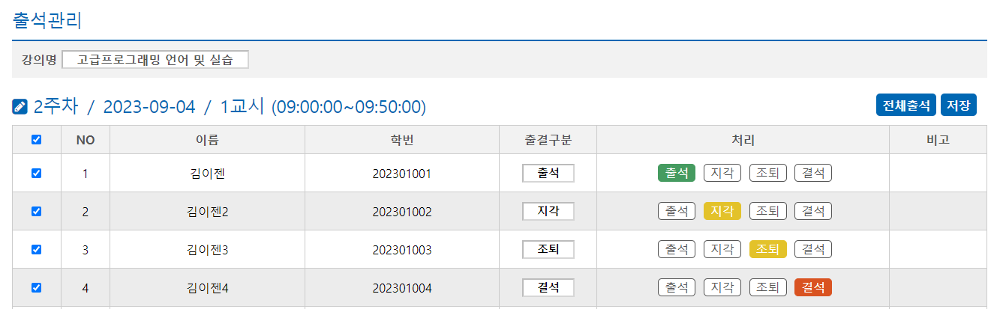 출석관리
강의명 고급프로그래밍 언어 및 실습
2주차 / 2023-09-04 / 1교시 (09:00:00~09:50:00) 전체출석 저장
NO 이름 학번 출결구분 처리 비고
1 김이젠 202301001 출석 출석 지각 조퇴 결석
2 김이젠2 202301002 지각 출석 지각 조퇴 결석
3 김이젠3 202301003 조퇴 출석 지각 조퇴 결석
4 김이젠4 202301004 결석 출석 지각 조퇴 결석